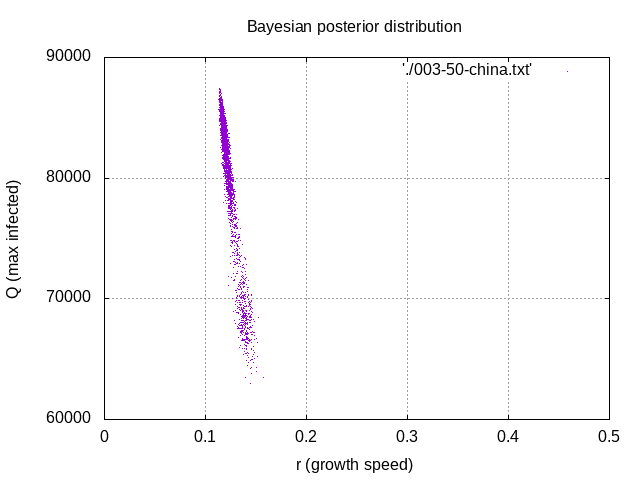 Bayesian posterior distribution
90000
'./003-50-china.txt'
80000
Q (max infected)
70000
60000
0 0.1 0.2 0.3 0.4 0.5
r (growth speed)